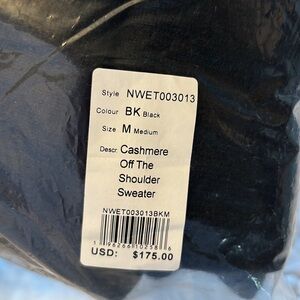 Style NWET003013
Colour BK Black
Size M Medium
Descr. Cashmere
Off The
Shoulder
Sweater
NWET003013BKM
USD: $175.00